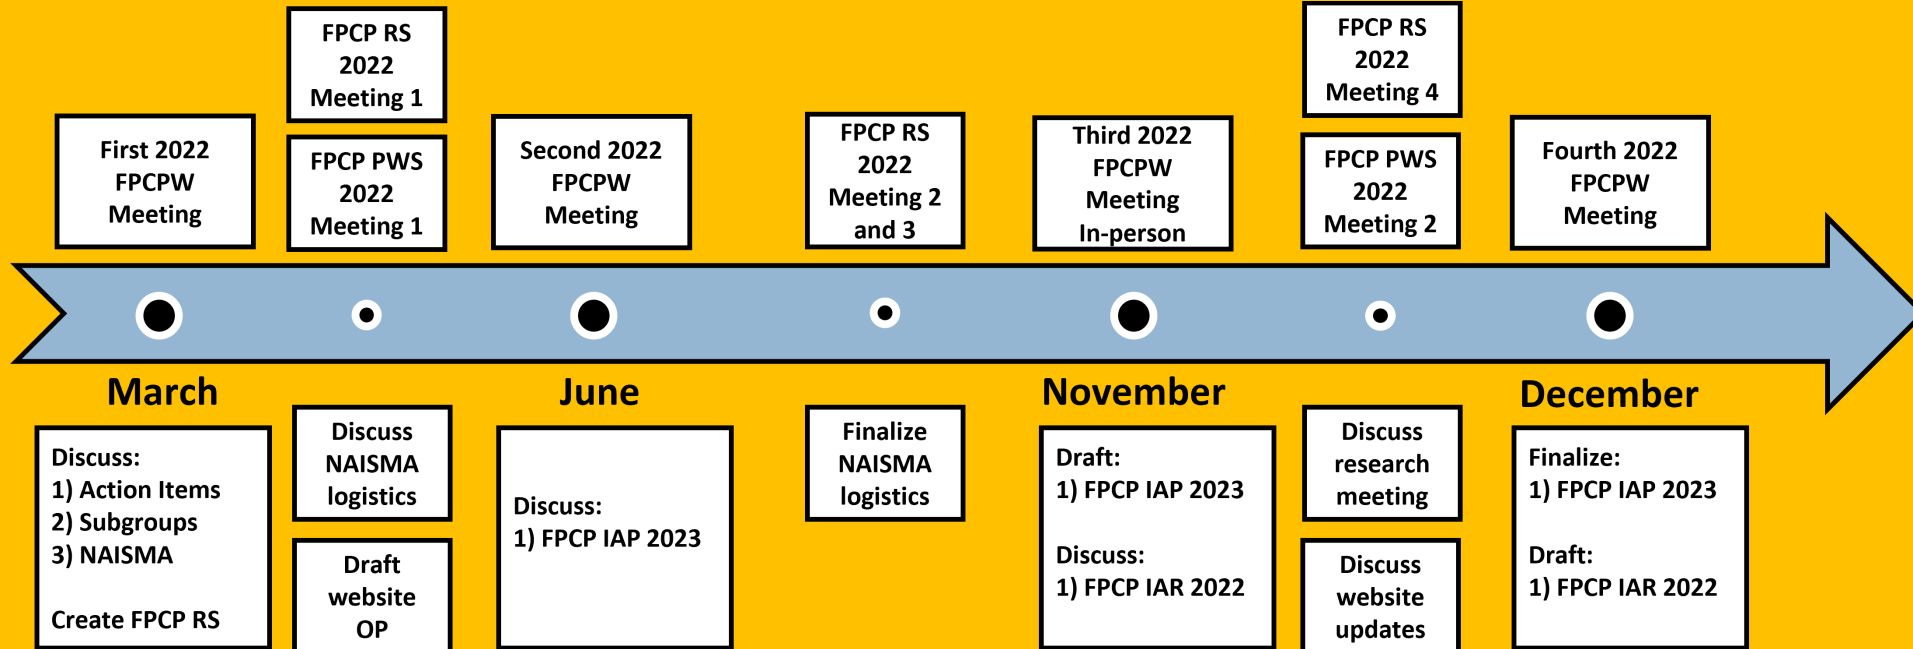 First 2022
FPCPW
Meeting
FPCP RS
2022
Meeting 1
FPCP PWS
2022
Meeting 1
Second 2022
FPCPW
Meeting
FPCP RS
2022
Meeting 2
and 3
Third 2022
FPCPW
Meeting
In-person
FPCP RS
2022
Meeting 4
FPCP PWS
2022
Meeting 2
Fourth 2022
FPCPW
Meeting
March
June
November
December
Discuss:
1) Action Items
2) Subgroups
3) NAISMA
Create FPCP RS
Discuss
NAISMA
logistics
Draft
website
OP
Discuss:
1) FPCP IAP 2023
Finalize
NAISMA
logistics
Draft:
1) FPCP IAP 2023
Discuss:
1) FPCP IAR 2022
Discuss
research
meeting
Discuss
website
updates
Finalize:
1) FPCP IAP 2023
Draft:
1) FPCP IAR 2022